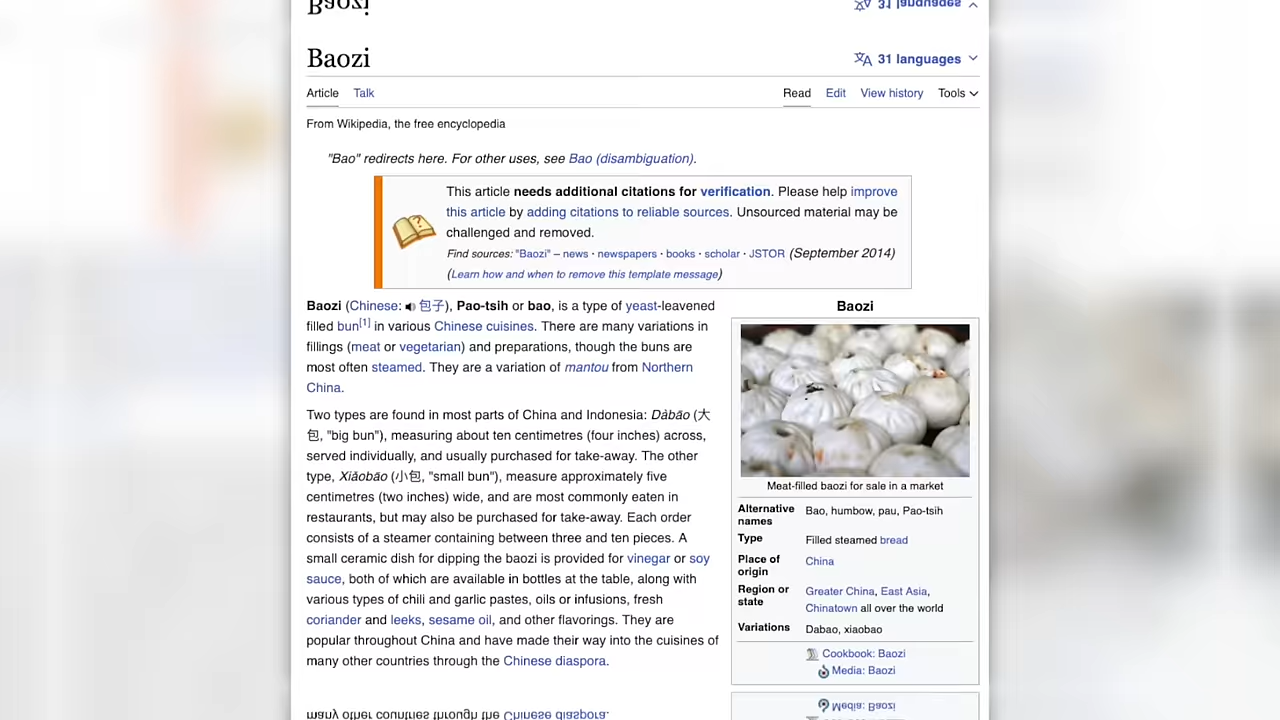 Baozi
31 languages
Baozi
31 languages
Article Talk
Read Edit View history Tools
From Wikipedia, the free encyclopedia
"Bao" redirects here. For other uses, see Bao (disambiguation).
This article needs additional citations for verification. Please help improve
this article by adding citations to reliable sources. Unsourced material may be
challenged and removed.
Find sources: "Baozi" – news · newspapers · books · scholar · JSTOR (September 2014)
(Learn how and when to remove this template message)
Baozi (Chinese: 包子), Pao-tsih or bao, is a type of yeast-leavened
filled bun[1] in various Chinese cuisines. There are many variations in
fillings (meat or vegetarian) and preparations, though the buns are
most often steamed. They are a variation of mantou from Northern
China.
Two types are found in most parts of China and Indonesia: Dàbāo (大
包, "big bun"), measuring about ten centimetres (four inches) across,
served individually, and usually purchased for take-away. The other
type, Xiǎobāo (小包, "small bun"), measure approximately five
centimetres (two inches) wide, and are most commonly eaten in
restaurants, but may also be purchased for take-away. Each order
consists of a steamer containing between three and ten pieces. A
small ceramic dish for dipping the baozi is provided for vinegar or soy
sauce, both of which are available in bottles at the table, along with
various types of chili and garlic pastes, oils or infusions, fresh
coriander and leeks, sesame oil, and other flavorings. They are
popular throughout China and have made their way into the cuisines of
many other countries through the Chinese diaspora.
Baozi
Meat-filled baozi for sale in a market
Alternative names
Bao, humbow, pau, Pao-tsih
Type
Filled steamed bread
Place of origin
China
Region or state
Greater China, East Asia,
Chinatown all over the world
Variations
Dabao, xiaobao
Cookbook: Baozi
Media: Baozi
many other countries through the Chinese diaspora.
Media: Baozi